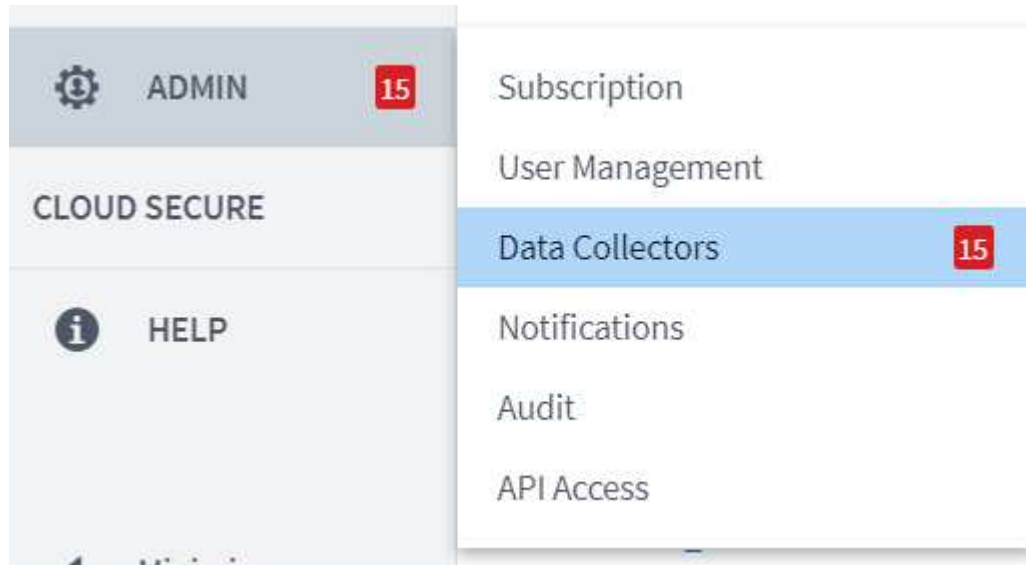 ADMIN 15
CLOUD SECURE
HELP
Subscription
User Management
Data Collectors 15
Notifications
Audit
API Access